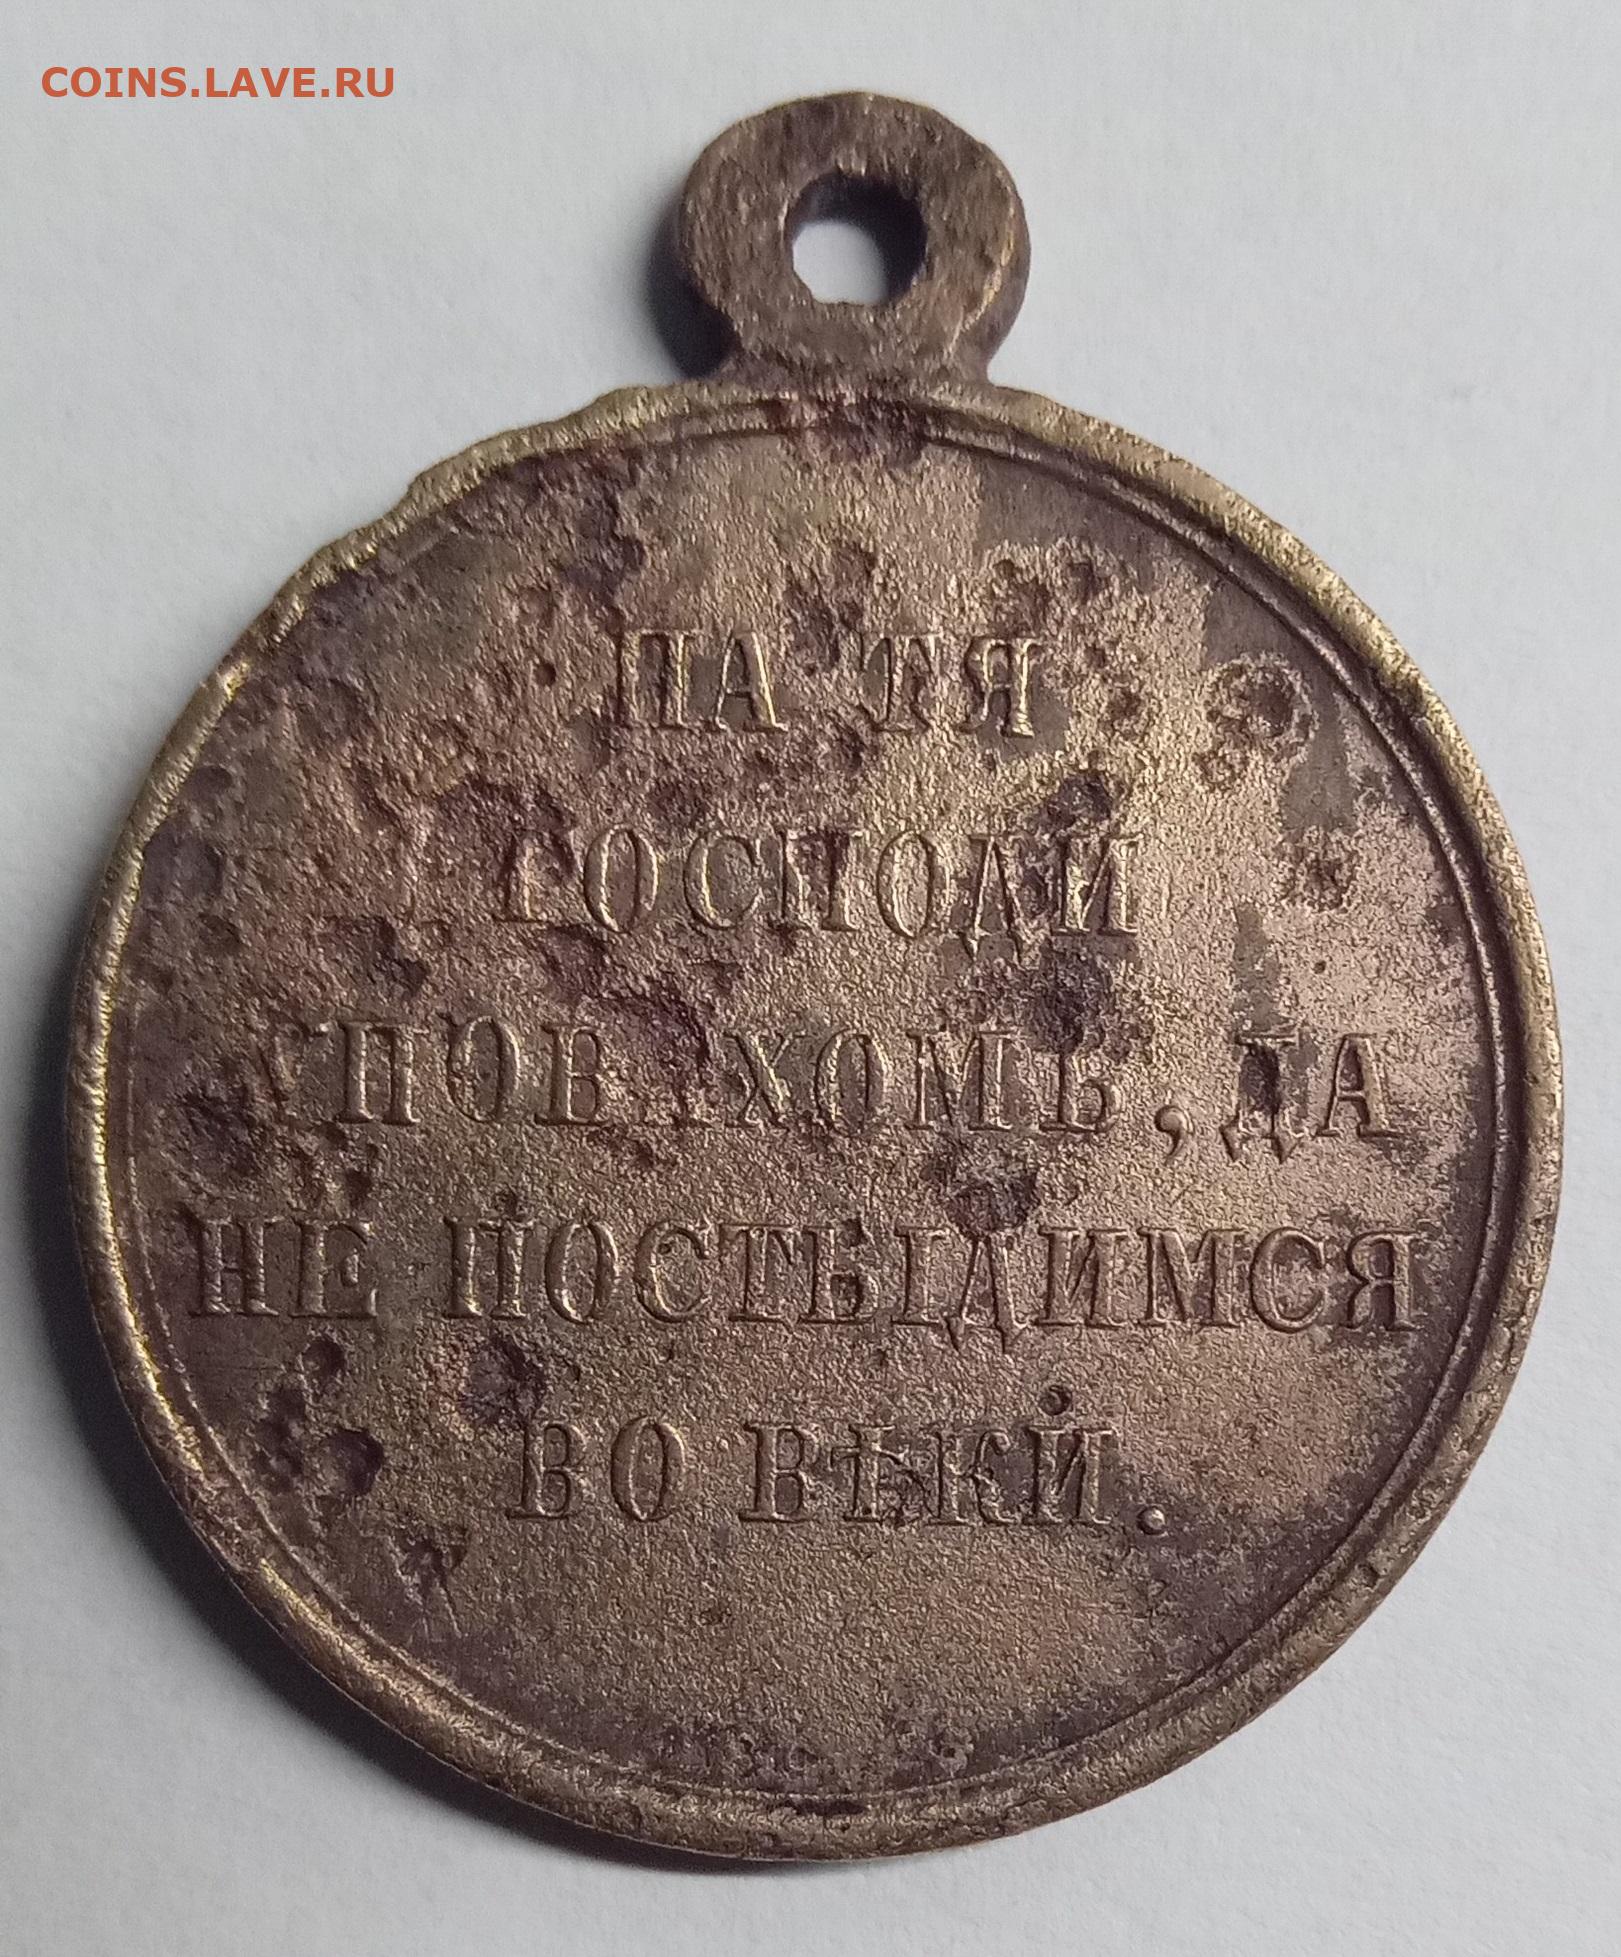 COINS.LAVE.RU
НА ТЯ
ГОСПОДИ
УПОВАХОМЪ, ДА
НЕ ПОСТЫДИМСЯ
ВО ВѢКИ.